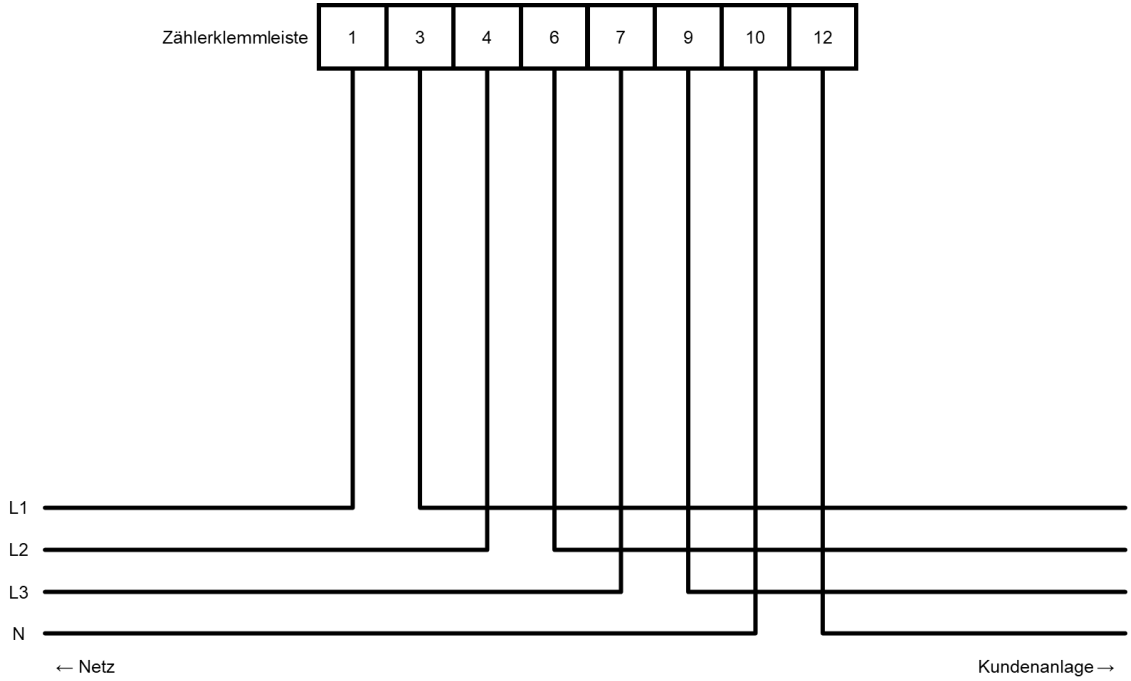 Zählerklemmleiste 1 3 4 6 7 9 10 12
L1
L2
L3
N
← Netz Kundenanlage →